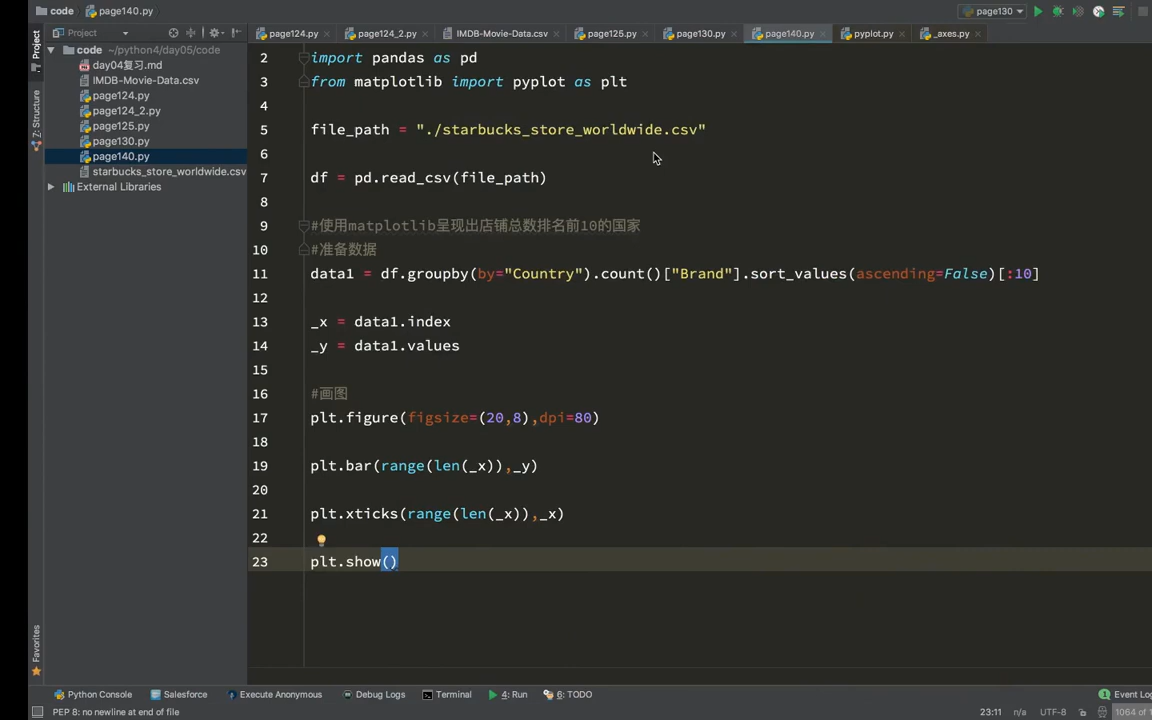 code page140.py
page130
Project
page124.py
page124_2.py
IMDB-Movie-Data.csv
page125.py
page130.py
page140.py
pyplot.py
_axes.py
Project
Z: Structure
Favorites
code ~/python4/day05/code
day04复习.md
IMDB-Movie-Data.csv
page124.py
page124_2.py
page125.py
page130.py
page140.py
starbucks_store_worldwide.csv
External Libraries
2 import pandas as pd
3 from matplotlib import pyplot as plt
4
5 file_path = "./starbucks_store_worldwide.csv"
6
7 df = pd.read_csv(file_path)
8
9 #使用matplotlib呈现出店铺总数排名前10的国家
10 #准备数据
11 data1 = df.groupby(by="Country").count()["Brand"].sort_values(ascending=False)[:10]
12
13 _x = data1.index
14 _y = data1.values
15
16 #画图
17 plt.figure(figsize=(20,8),dpi=80)
18
19 plt.bar(range(len(_x)),_y)
20
21 plt.xticks(range(len(_x)),_x)
22
23 plt.show()
Python Console Salesforce Execute Anonymous Debug Logs Terminal 4: Run 6: TODO Event Log
PEP 8: no newline at end of file 23:11 n/a UTF-8 1064 of 1